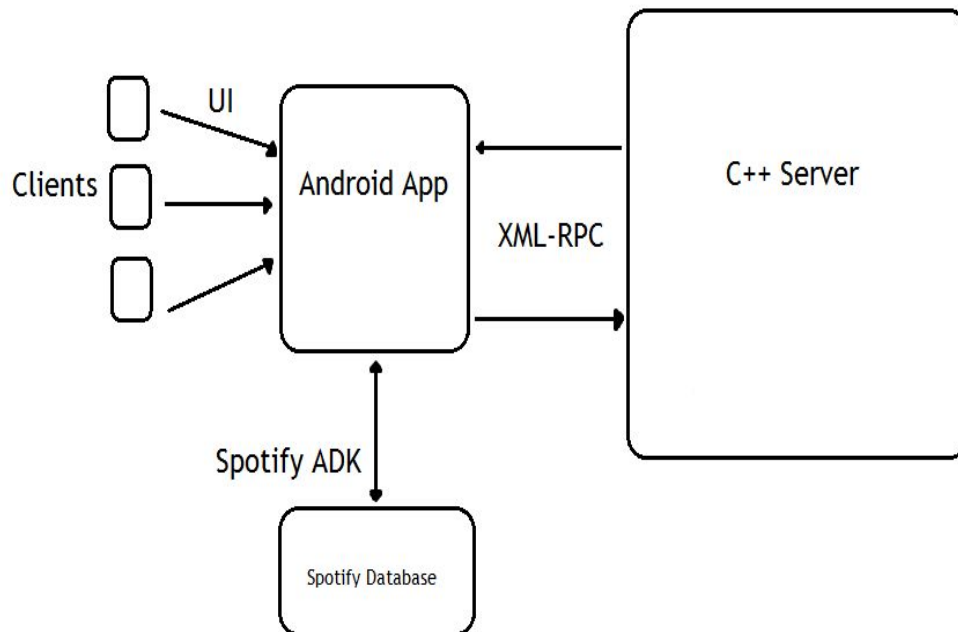 UI
Clients
Android App
C++ Server
XML-RPC
Spotify ADK
Spotify Database